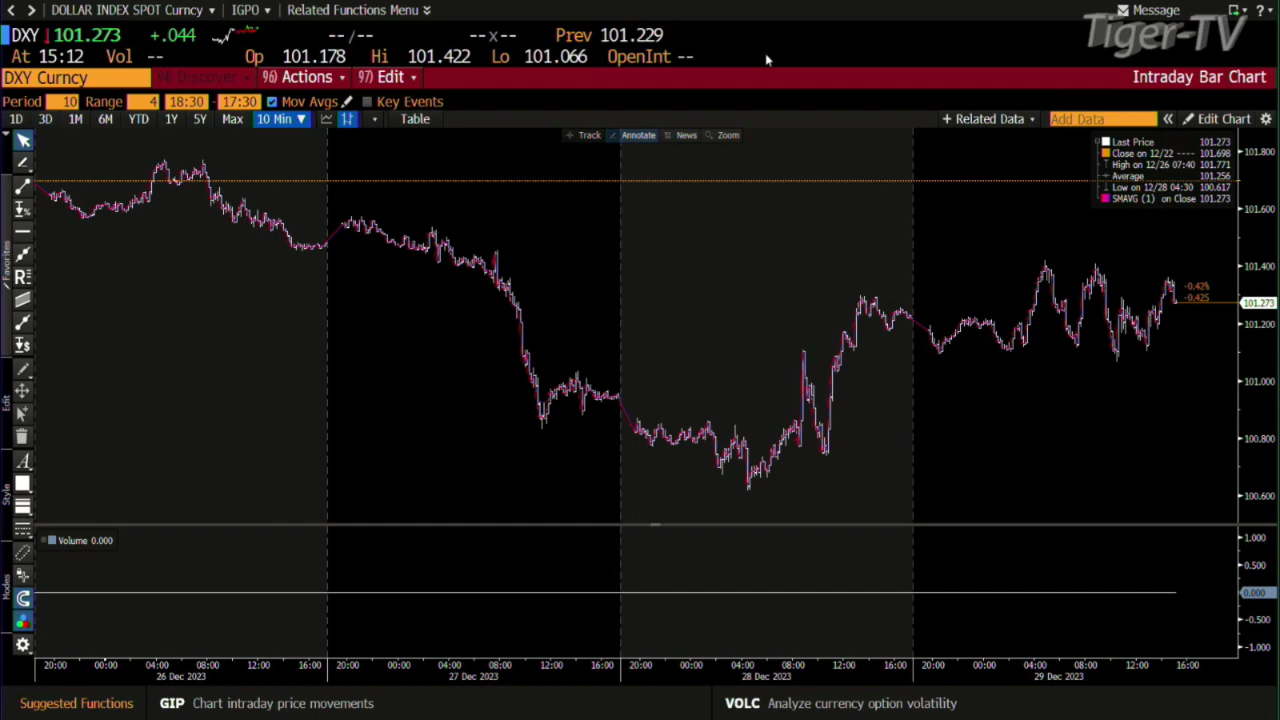 DOLLAR INDEX SPOT Curncy ▾ IGPO ▾ Related Functions Menu
Message
Tiger-TV
DXY 101.273 +.044 --/-- --x-- Prev 101.229
At 15:12 Vol -- Op 101.178 Hi 101.422 Lo 101.066 OpenInt --
DXY Curncy 94) Discover 96) Actions 97) Edit Intraday Bar Chart
Period 10 Range 4 18:30 - 17:30 Mov Avgs Key Events
1D 3D 1M 6M YTD 1Y 5Y Max 10 Min ▼ Table + Related Data Add Data « Edit Chart
Track Annotate News Zoom
Last Price 101.273
Close on 12/22 ---- 101.698
High on 12/26 07:40 101.771
Average 101.256
Low on 12/28 04:30 100.617
SMAVG (1) on Close 101.273
101.800
101.600
101.400
-0.42%
-0.425
101.273
101.200
101.000
100.800
100.600
Favorites
Edit
Style
Modes
Volume 0.000
1.000
0.500
0.000
-0.500
-1.000
20:00 00:00 04:00 08:00 12:00 16:00 20:00 00:00 04:00 08:00 12:00 16:00 20:00 00:00 04:00 08:00 12:00 16:00 20:00 00:00 04:00 08:00 12:00 16:00
26 Dec 2023 27 Dec 2023 28 Dec 2023 29 Dec 2023
Suggested Functions GIP Chart intraday price movements VOLC Analyze currency option volatility